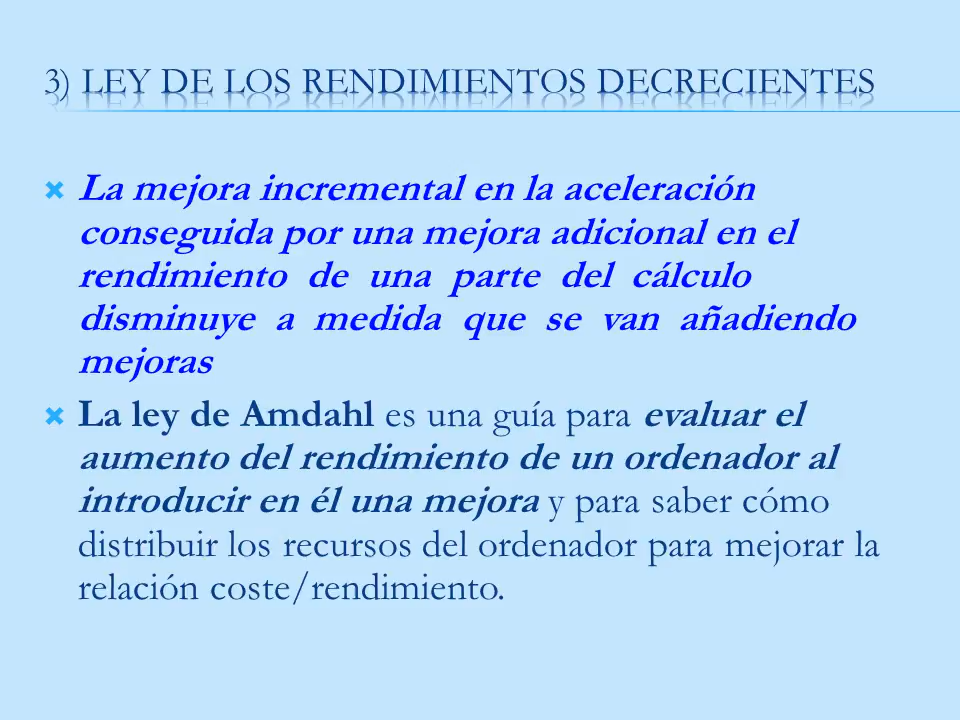 3) LEY DE LOS RENDIMIENTOS DECRECIENTES
La mejora incremental en la aceleración
conseguida por una mejora adicional en el
rendimiento de una parte del cálculo
disminuye a medida que se van añadiendo
mejoras
La ley de Amdahl es una guía para evaluar el
aumento del rendimiento de un ordenador al
introducir en él una mejora y para saber cómo
distribuir los recursos del ordenador para mejorar la
relación coste/rendimiento.